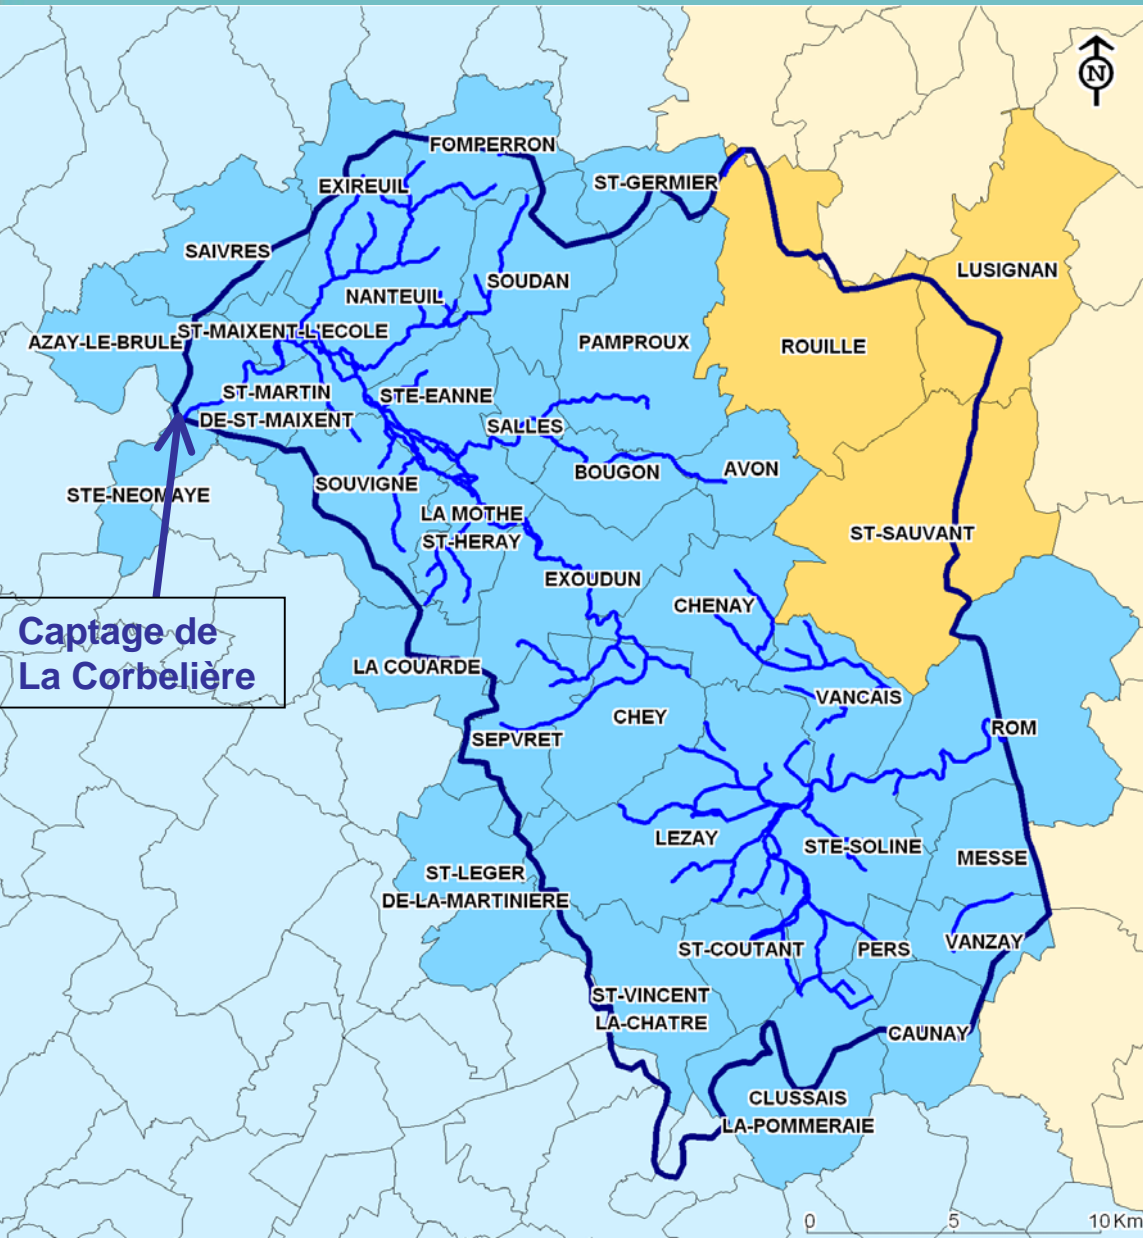 N
FOMPERRON
ST-GERMIER
EXIREUIL
SAIVRES
LUSIGNAN
SOUDAN
NANTEUIL
ST-MAIXENT-L'ECOLE
AZAY-LE-BRULE
PAMPROUX
ROUILLE
ST-MARTIN
DE-ST-MAIXENT
STE-EANNE
SALLES
BOUGON
AVON
SOUVIGNE
STE-NEOMAYE
LA MOTHE
ST-HERAY
ST-SAUVANT
EXOUDUN
CHENAY
Captage de
La Corbelière
LA COUARDE
VANCAIS
CHEY
ROM
SEPVRET
LEZAY
STE-SOLINE
MESSE
ST-LEGER
DE-LA-MARTINIERE
ST-COUTANT
PERS
VANZAY
ST-VINCENT
LA-CHATRE
CAUNAY
CLUSSAIS
LA-POMMERAIE
0 5 10 Km